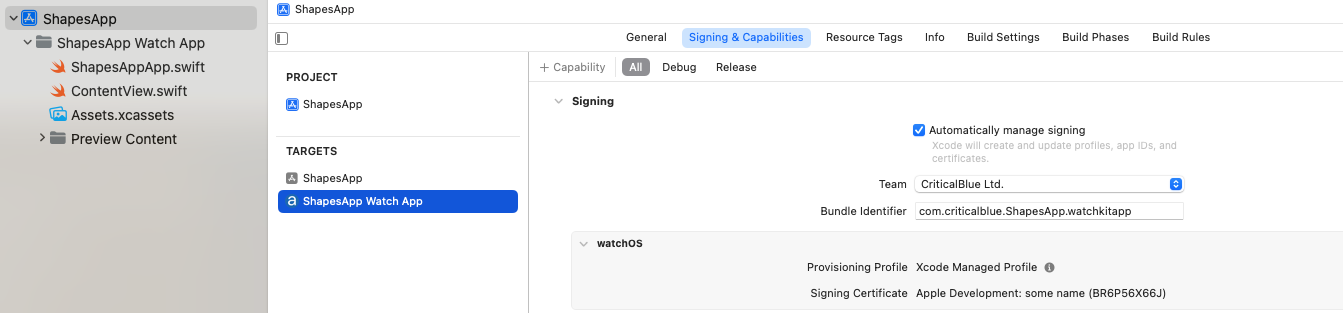 ShapesApp
ShapesApp Watch App
ShapesAppApp.swift
ContentView.swift
Assets.xcassets
Preview Content
ShapesApp
General Signing & Capabilities Resource Tags Info Build Settings Build Phases Build Rules
PROJECT
ShapesApp
TARGETS
ShapesApp
ShapesApp Watch App
+ Capability All Debug Release
Signing
Automatically manage signing
Xcode will create and update profiles, app IDs, and
certificates.
Team CriticalBlue Ltd.
Bundle Identifier com.criticalblue.ShapesApp.watchkitapp
watchOS
Provisioning Profile Xcode Managed Profile
Signing Certificate Apple Development: some name (BR6P56X66J)